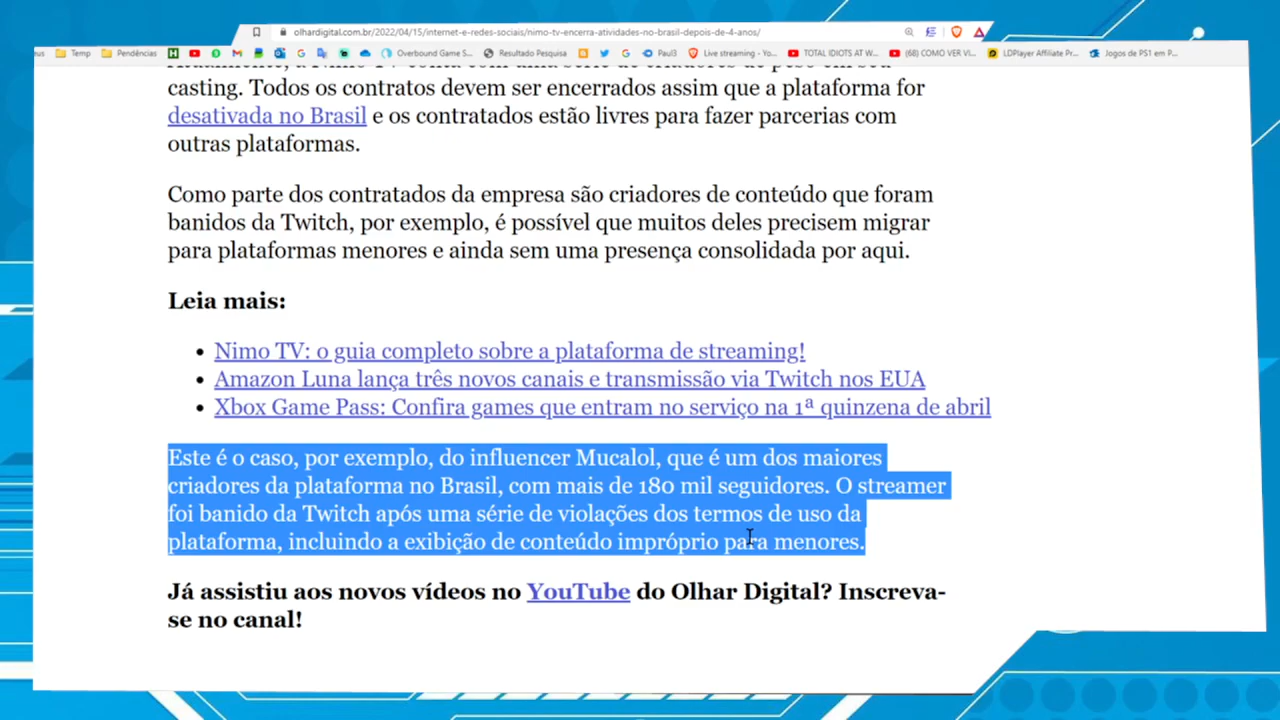 olhardigital.com.br/2022/04/15/internet-e-redes-sociais/nimo-tv-encerra-atividades-no-brasil-depois-de-4-anos/
us Temp Pendências Overbound Game S... Resultado Pesquisa Paul3 Live streaming - Yo... TOTAL IDIOTS AT W... (68) COMO VER VI... LDPlayer Affiliate Pr... Jogos de PS1 em P...
casting. Todos os contratos devem ser encerrados assim que a plataforma for
desativada no Brasil e os contratados estão livres para fazer parcerias com
outras plataformas.
Como parte dos contratados da empresa são criadores de conteúdo que foram
banidos da Twitch, por exemplo, é possível que muitos deles precisem migrar
para plataformas menores e ainda sem uma presença consolidada por aqui.
Leia mais:
• Nimo TV: o guia completo sobre a plataforma de streaming!
• Amazon Luna lança três novos canais e transmissão via Twitch nos EUA
• Xbox Game Pass: Confira games que entram no serviço na 1ª quinzena de abril
Este é o caso, por exemplo, do influencer Mucalol, que é um dos maiores
criadores da plataforma no Brasil, com mais de 180 mil seguidores. O streamer
foi banido da Twitch após uma série de violações dos termos de uso da
plataforma, incluindo a exibição de conteúdo impróprio para menores.
Já assistiu aos novos vídeos no YouTube do Olhar Digital? Inscreva-
se no canal!